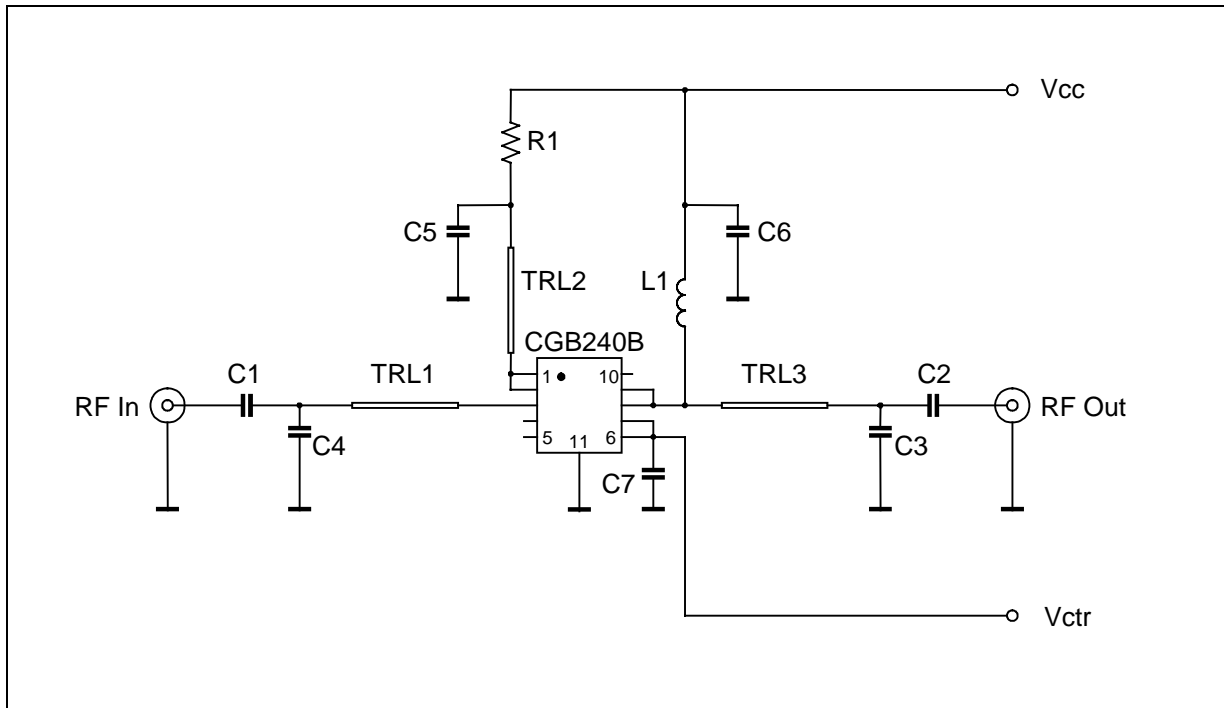 Vcc
R1
C5
C6
TRL2
L1
CGB240B
C1
TRL1
1
10
TRL3
C2
RF In
RF Out
C4
5
11
6
C3
C7
Vctr